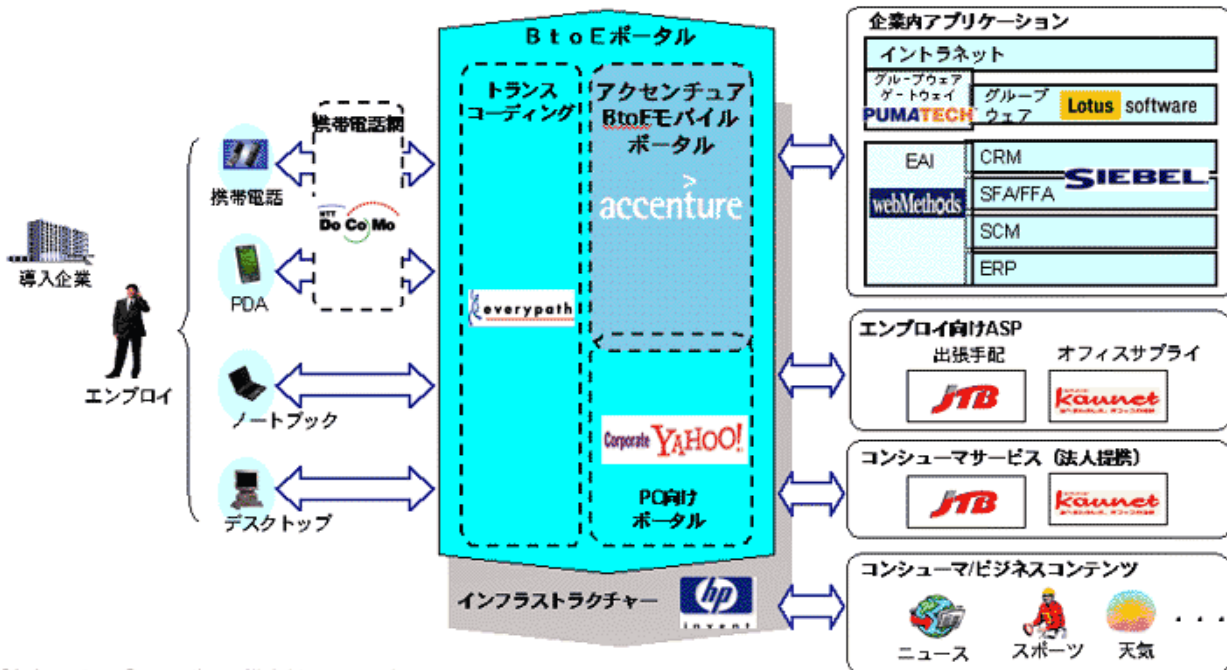 導入企業
エンプロイ
携帯電話
PDA
ノートブック
デスクトップ
携帯電話網
NTT
DoCoMo
BtoEポータル
トランス
コーディング
everypath
アクセンチュア
BtoEモバイル
ポータル
>
accenture
Corporate YAHOO!
PC向け
ポータル
インフラストラクチャー
hp
invent
企業内アプリケーション
イントラネット
グループウェア
ゲートウェイ
PUMATECH
グループ
ウェア
Lotus software
EAI
webMethods
CRM
SIEBEL
SFA/FFA
SCM
ERP
エンプロイ向けASP
出張手配
オフィスサプライ
JTB
kaunet
コンシューマサービス（法人提携）
JTB
kaunet
コンシューマ/ビジネスコンテンツ
ニュース
スポーツ
天気
・・・